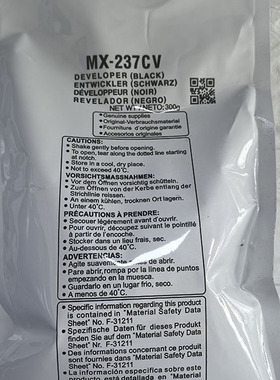 MX-237CV
DEVELOPER (BLACK)
ENTWICKLER (SCHWARZ)
DÉVELOPPEUR (NOIR)
REVELADOR (NEGRO)
NET WT / NETO: 300g
• Genuine supplies
• Original-Verbrauchsmaterial
• Fourniture d'origine garantie
• Accesorios originales
CAUTIONS:
• Shake gently before opening.
• To open, tear along the dotted line starting
at notch.
• Store in a cool, dry place.
• Not to exceed 40°C.
VORSICHTSMASSNAHMEN:
• Vor dem Öffnen vorsichtig schütteln.
• Zum Öffnen von der Kerbe entlang der
Strichlinie reissen.
• An einem kühlen, trocknen Ort lagern.
• Unter 40°C.
PRÉCAUTIONS À PRENDRE:
• Secouer légèrement avant d'ouvrir.
• Pour ouvrir, découpez suivant le pointillé
à partir de l'encoche.
• Stocker dans un lieu frais, sec.
• Au-dessous de 40°C.
ADVERTENCIAS:
• Agite suavemente antes de abrir.
• Para abrir, rompa por la línea de puntos
empezando en la muesca.
• Guardarlo en un lugar frío, seco.
• A menos de 40°C.
• Specific information regarding this product
is contained in "Material Safety Data
Sheet" No. F-31211
• Spezifische Daten für dieses Produkt
finden Sie auf dem "Material Safety Data
Sheet" Nr. F-31211
• Des informations concernant ce produit
sont fournies dans le "Material Safety
Data Sheet" No. F-31211